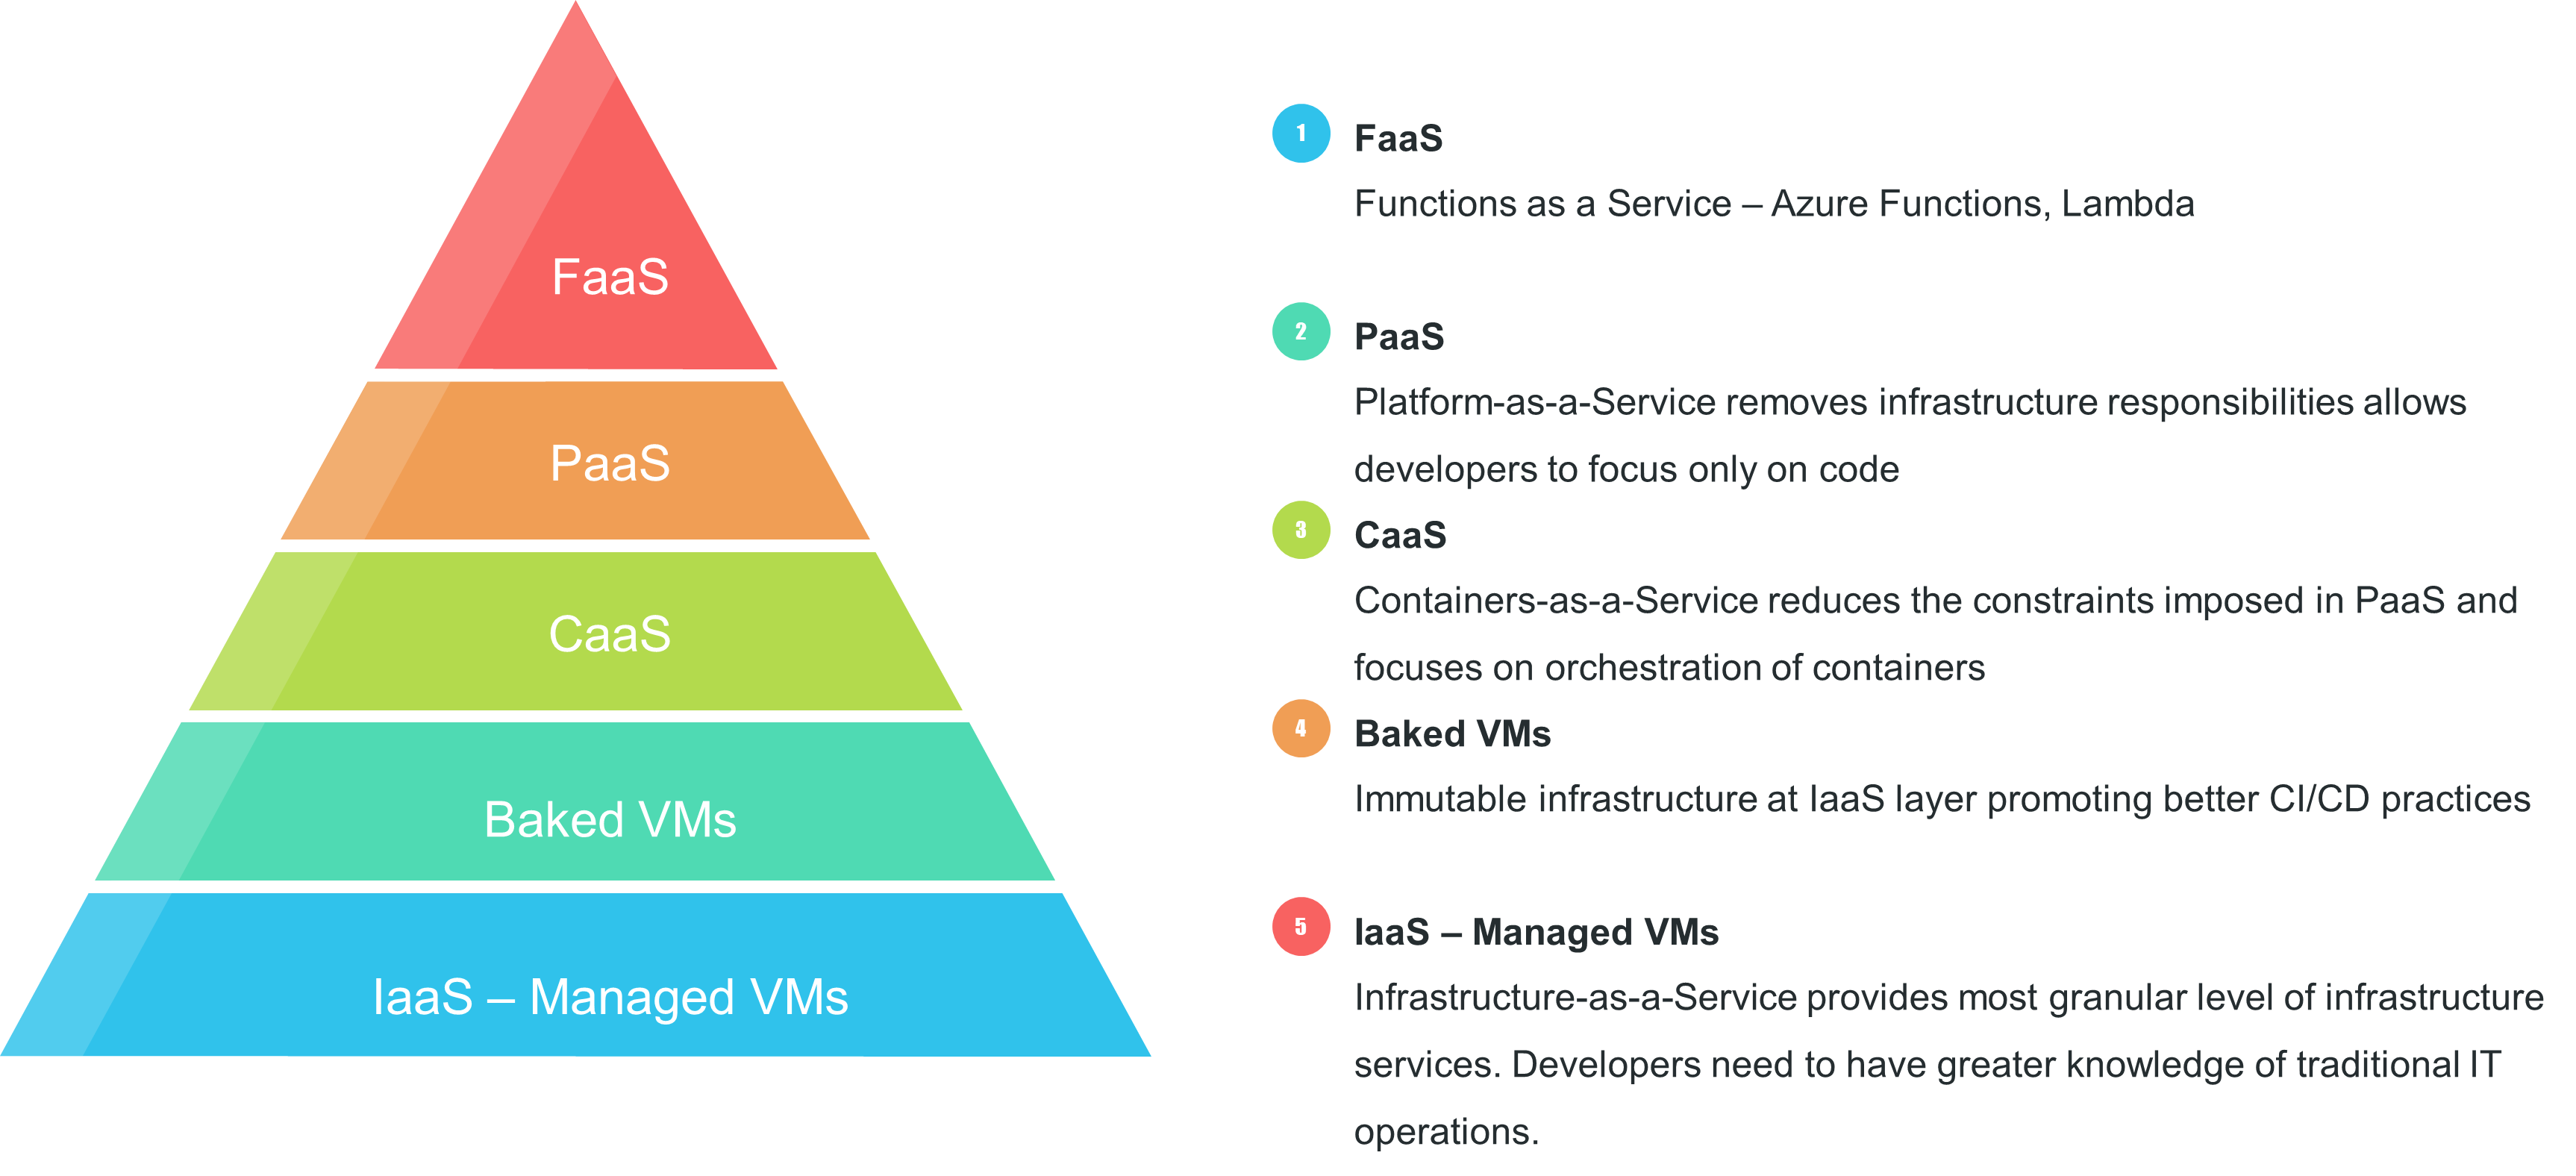 FaaS
PaaS
CaaS
Baked VMs
IaaS – Managed VMs
1
FaaS
Functions as a Service – Azure Functions, Lambda
2
PaaS
Platform-as-a-Service removes infrastructure responsibilities allows
developers to focus only on code
3
CaaS
Containers-as-a-Service reduces the constraints imposed in PaaS and
focuses on orchestration of containers
4
Baked VMs
Immutable infrastructure at IaaS layer promoting better CI/CD practices
5
IaaS – Managed VMs
Infrastructure-as-a-Service provides most granular level of infrastructure
services. Developers need to have greater knowledge of traditional IT
operations.